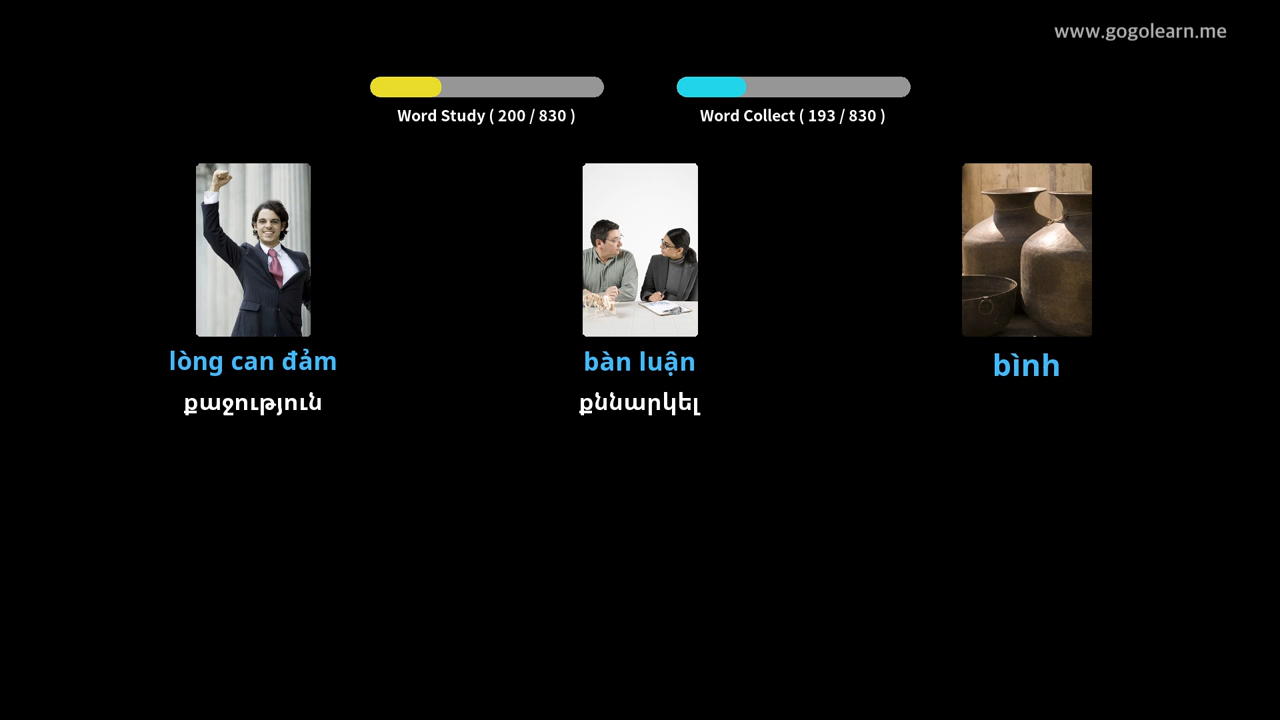 www.gogolearn.me
Word Study ( 200 / 830 )
Word Collect ( 193 / 830 )
lòng can đảm
քաջություն
bàn luận
քննարկել
bình